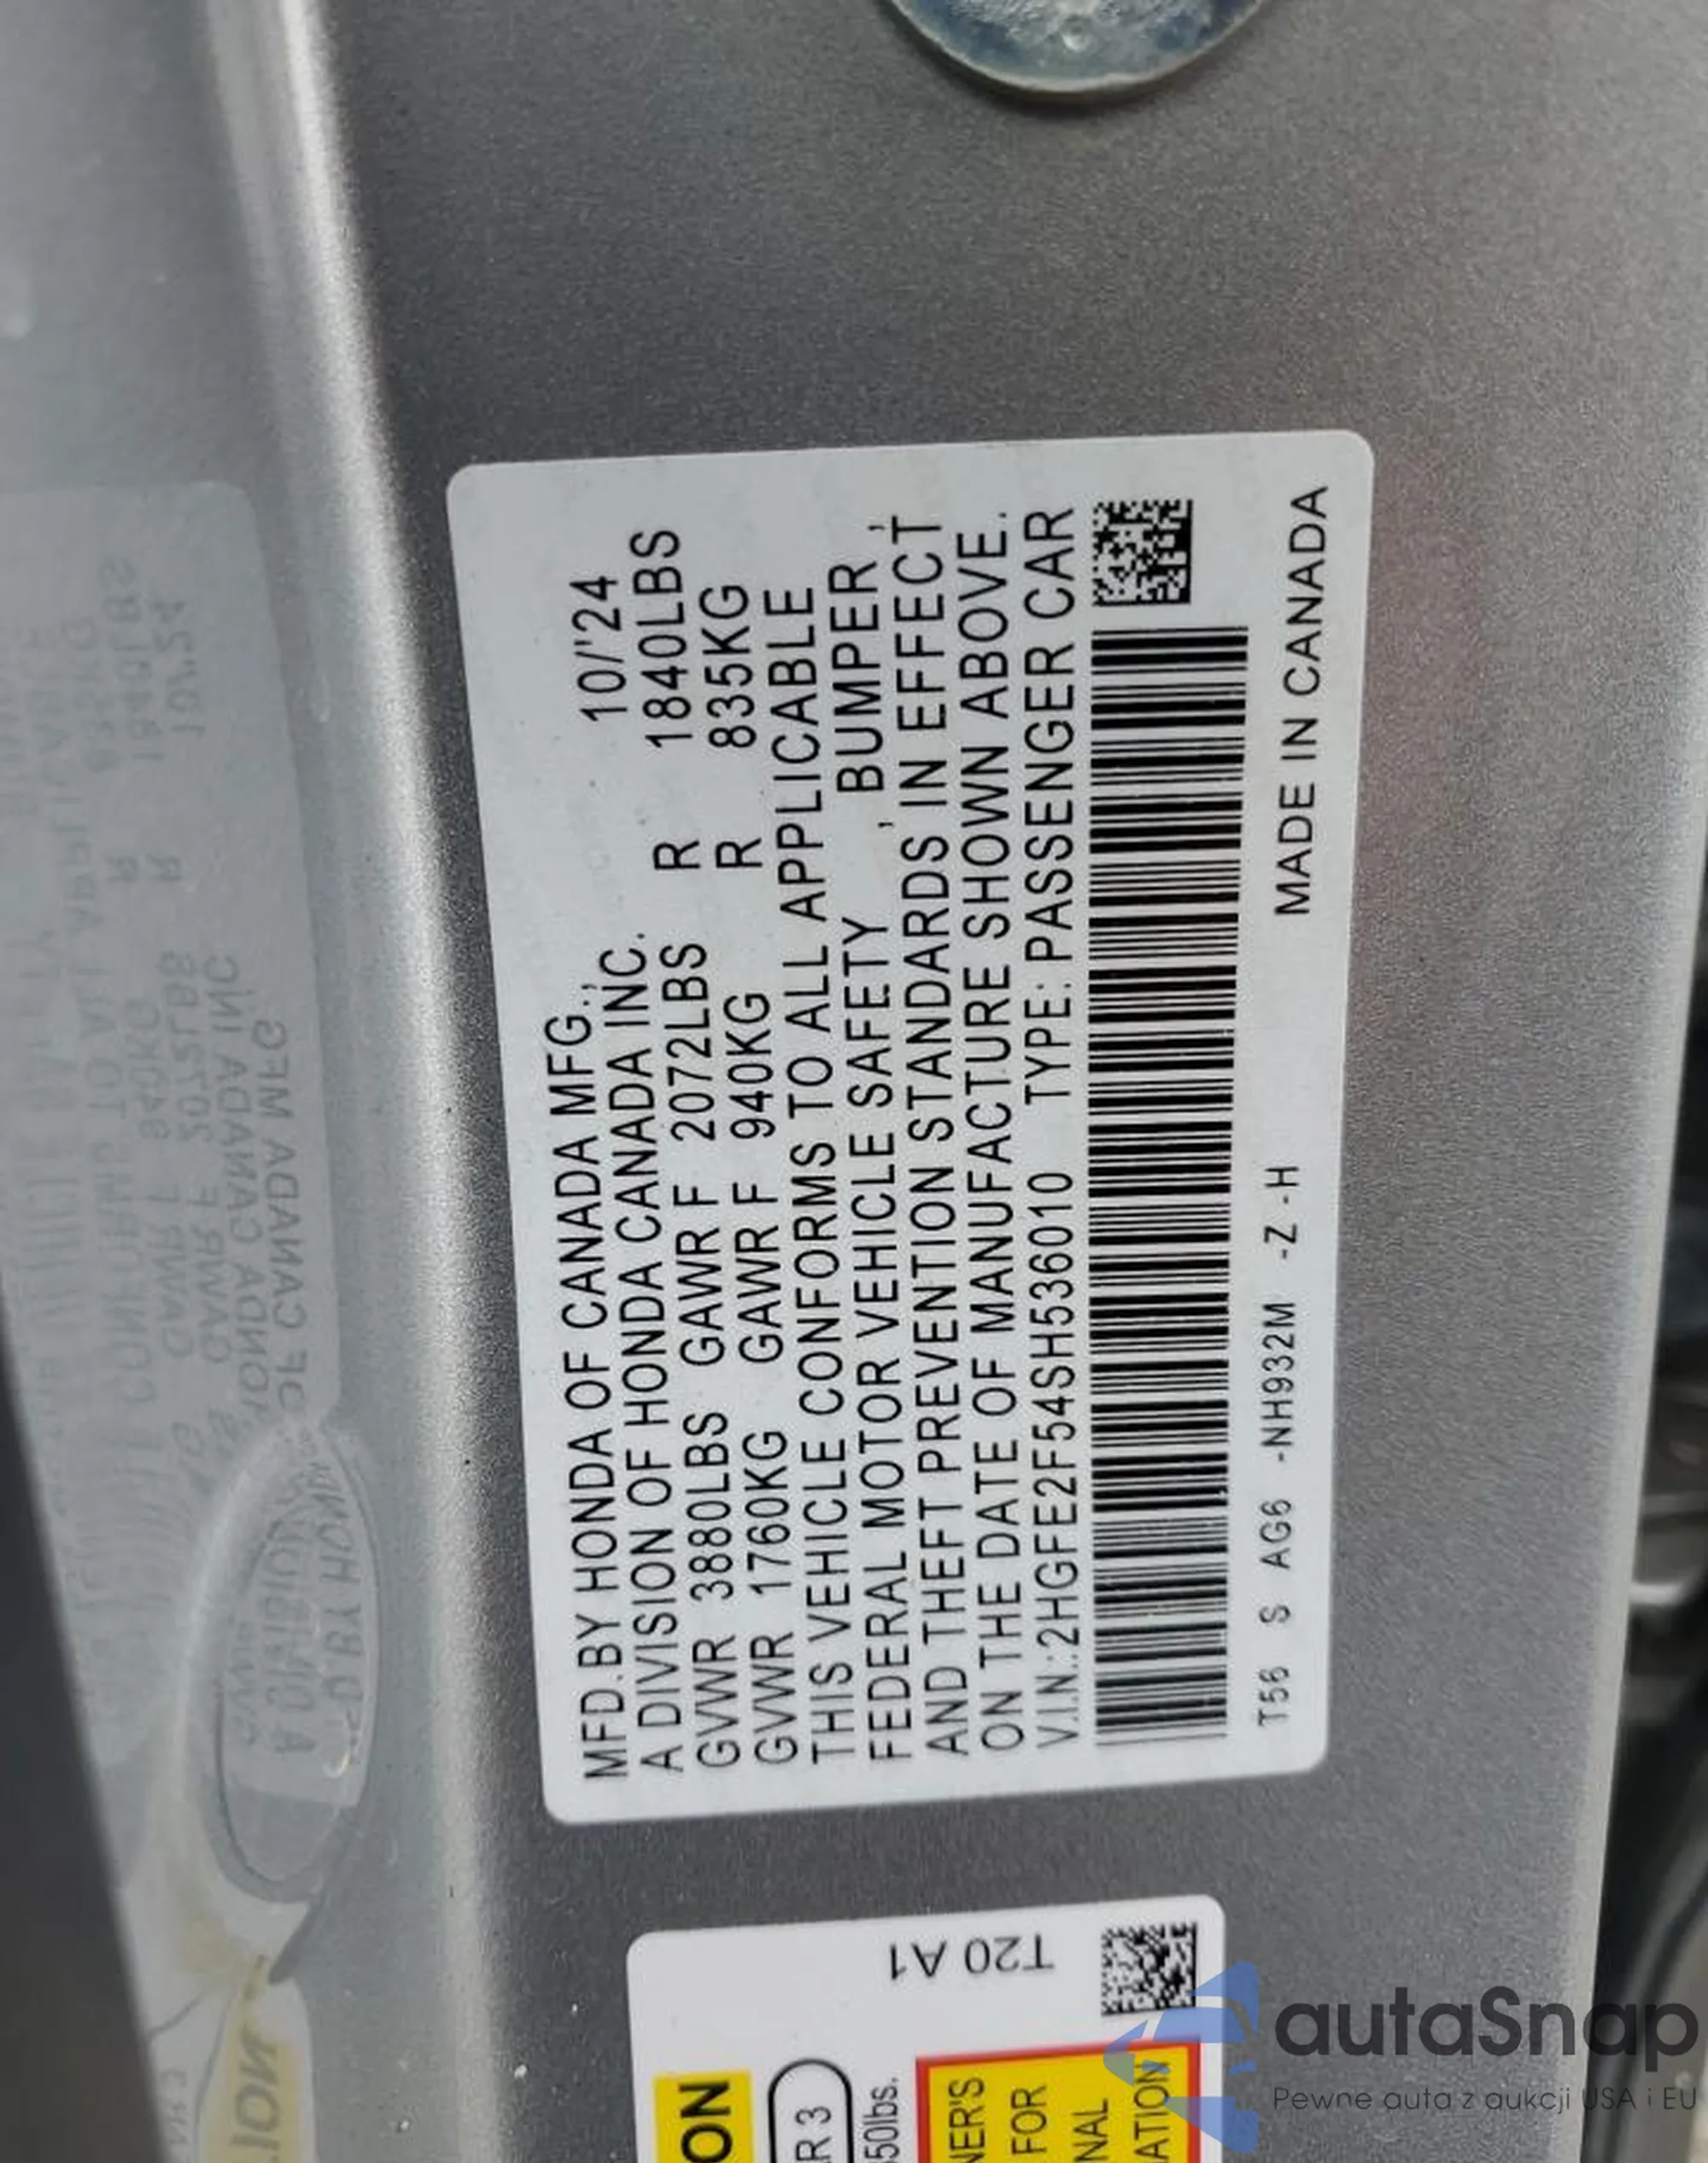 MFD.BY HONDA OF CANADA MFG., 10/'24
A DIVISION OF HONDA CANADA INC.
GVWR 3880LBS GAWR F 2072LBS R 1840LBS
GVWR 1760KG GAWR F 940KG R 835KG
THIS VEHICLE CONFORMS TO ALL APPLICABLE
FEDERAL MOTOR VEHICLE SAFETY , BUMPER ,
AND THEFT PREVENTION STANDARDS IN EFFECT
ON THE DATE OF MANUFACTURE SHOWN ABOVE.
V.I.N.:2HGFE2F54SH536010 TYPE: PASSENGER CAR
T56 S AG6 -NH932M -Z -H MADE IN CANADA
T20 A1
R 3
50lbs.
FOR
autaSnap
Pewne auta z aukcji USA i EU